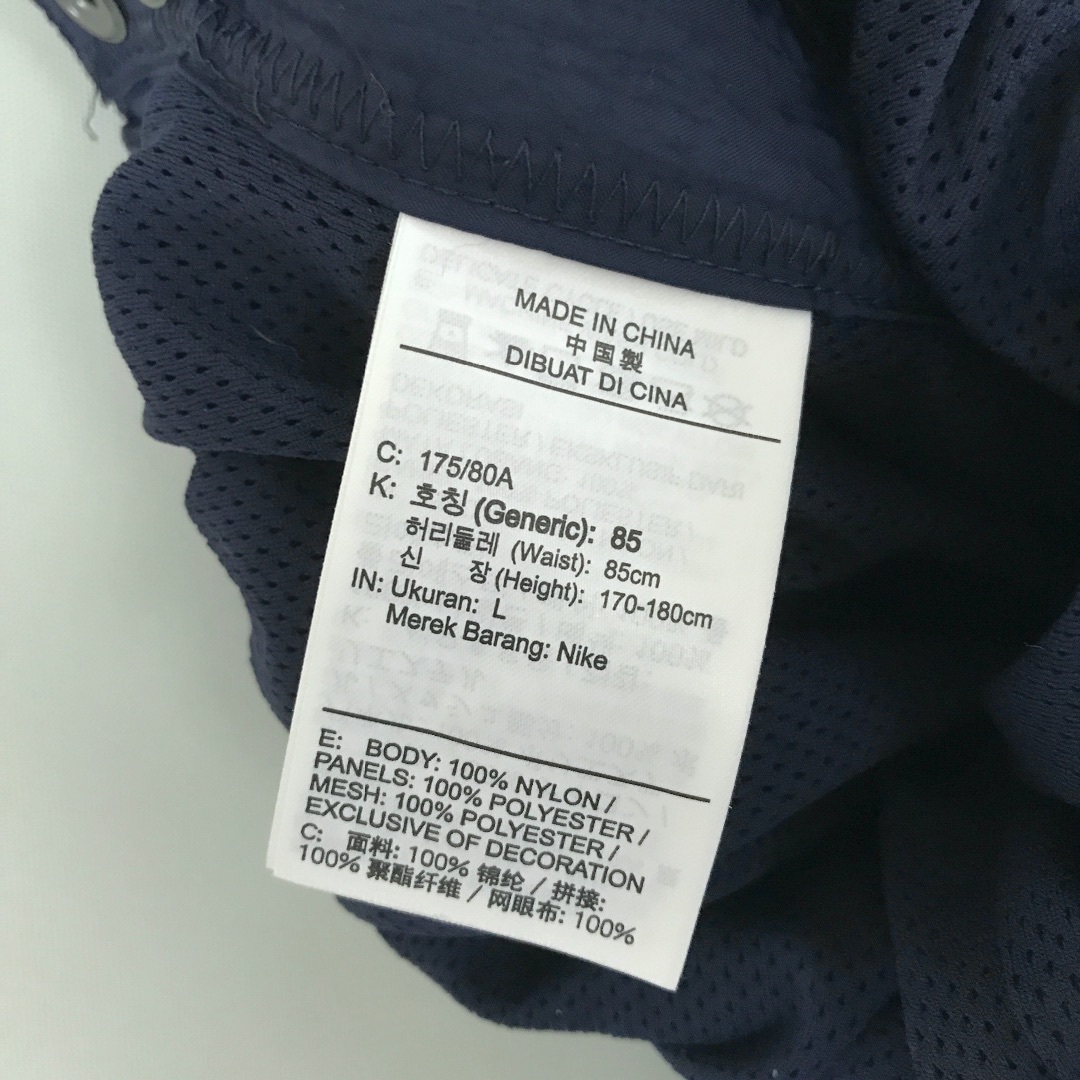 MADE IN CHINA
中国製
DIBUAT DI CINA
C: 175/80A
K: 호칭 (Generic): 85
허리둘레 (Waist): 85cm
신 장 (Height): 170-180cm
IN: Ukuran: L
Merek Barang: Nike
E: BODY: 100% NYLON /
PANELS: 100% POLYESTER /
MESH: 100% POLYESTER /
EXCLUSIVE OF DECORATION
C: 面料: 100% 锦纶 / 拼接:
100% 聚酯纤维 / 网眼布: 100%